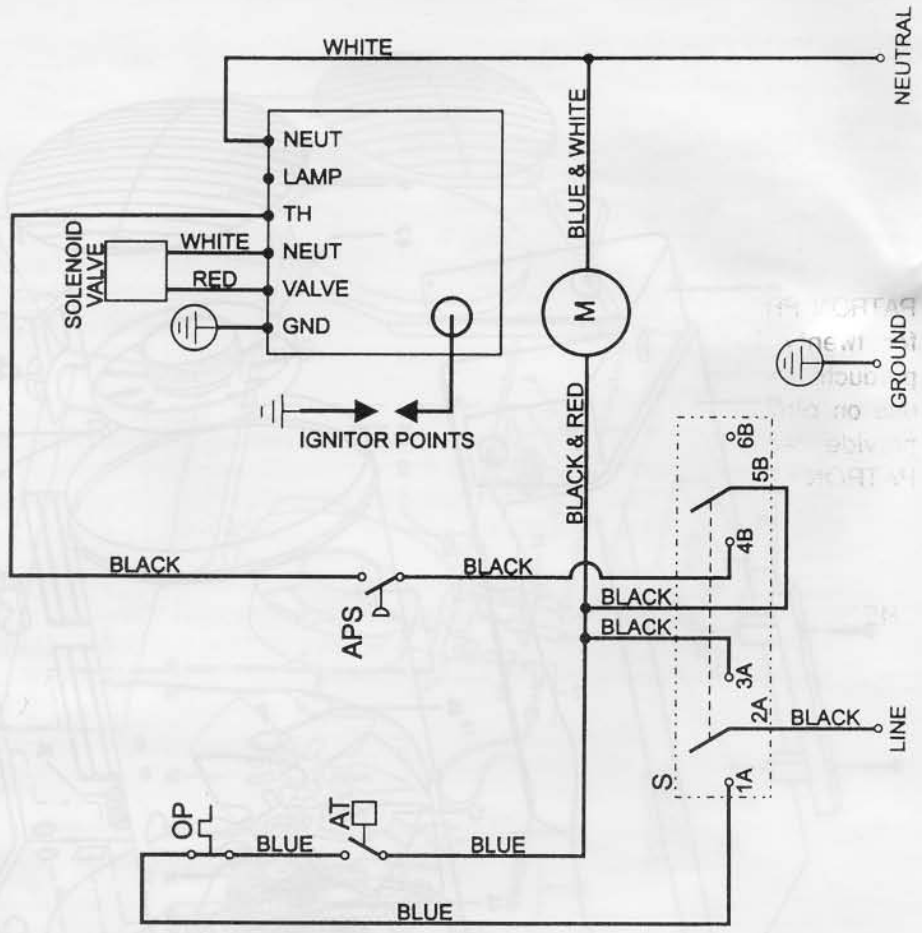 WHITE
NEUTRAL
NEUT
LAMP
TH
NEUT
VALVE
GND
SOLENOID
VALVE
WHITE
RED
BLUE & WHITE
M
IGNITOR POINTS
BLACK & RED
GROUND
6B
5B
4B
BLACK
BLACK
APS
BLACK
BLACK
3A
2A
BLACK
LINE
S
1A
OP
BLUE
AT
BLUE
BLUE